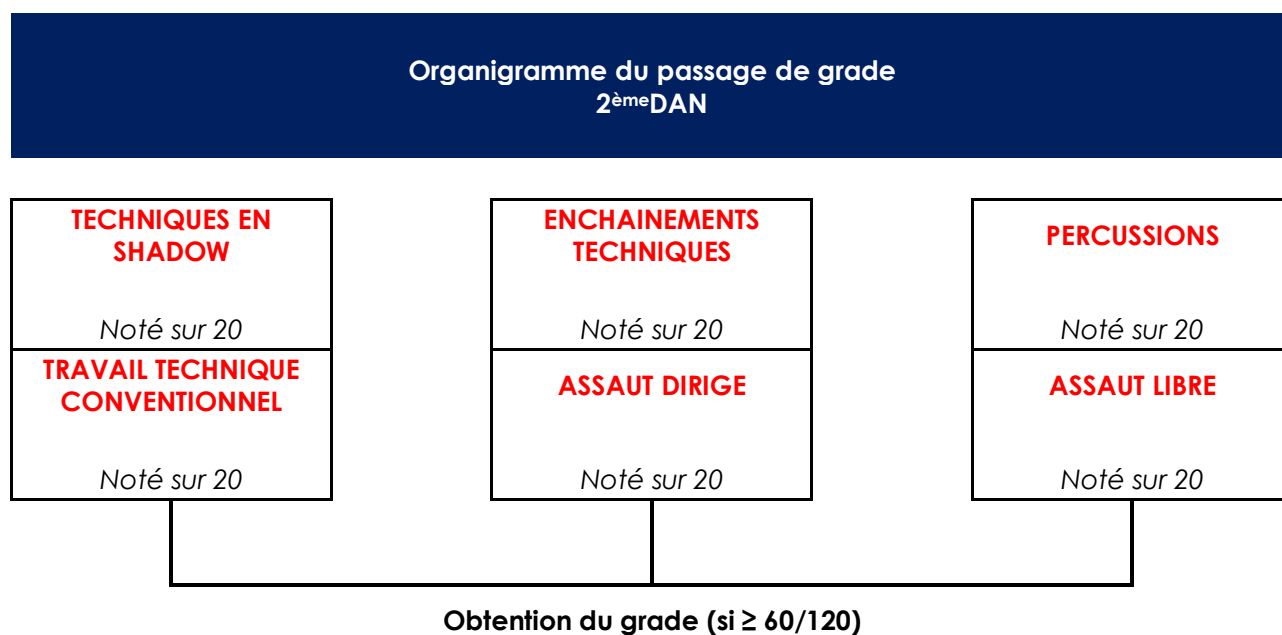 Organigramme du passage de grade
2èmeDAN
TECHNIQUES EN
SHADOW
Noté sur 20
TRAVAIL TECHNIQUE
CONVENTIONNEL
Noté sur 20
ENCHAINEMENTS
TECHNIQUES
Noté sur 20
ASSAUT DIRIGE
Noté sur 20
PERCUSSIONS
Noté sur 20
ASSAUT LIBRE
Noté sur 20
Obtention du grade (si ≥ 60/120)